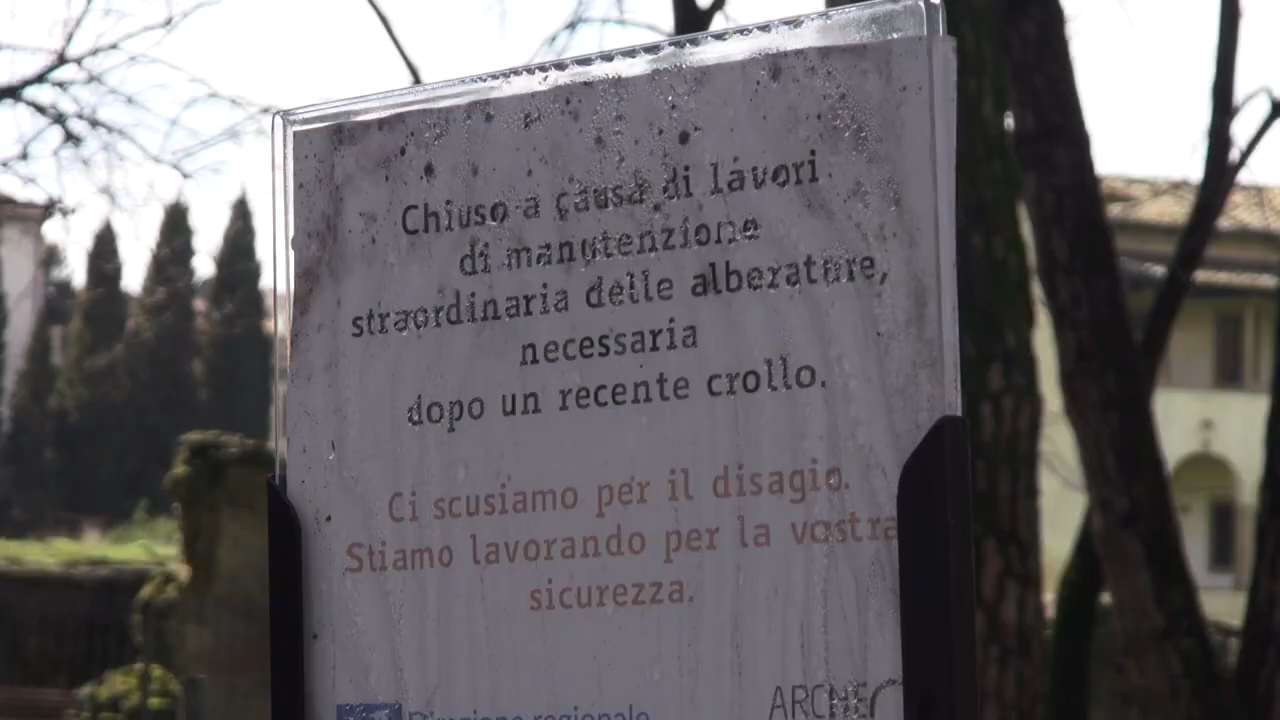 Chiuso a causa di lavori
di manutenzione
straordinaria delle alberature,
necessaria
dopo un recente crollo.
Ci scusiamo per il disagio.
Stiamo lavorando per la vostra
sicurezza.
Direzione regionale